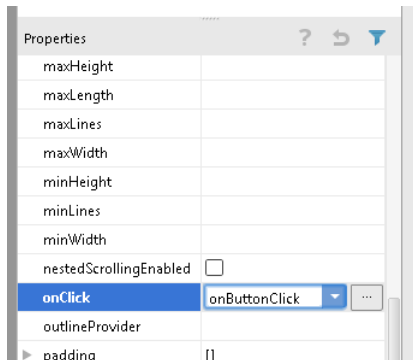 Properties ?
maxHeight
maxLength
maxLines
maxWidth
minHeight
minLines
minWidth
nestedScrollingEnabled
onClick onButtonClick ...
outlineProvider
padding []